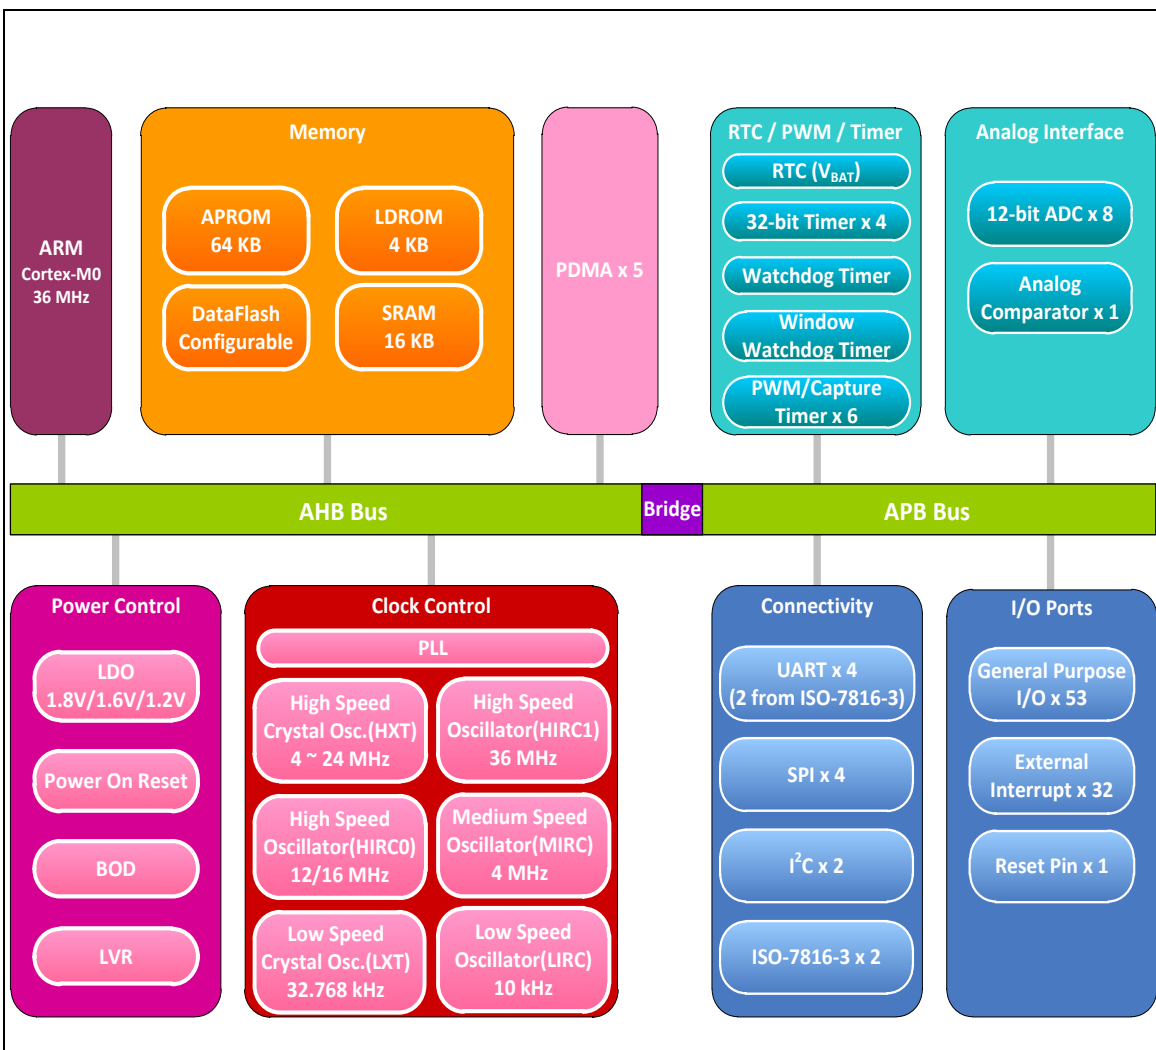 ARM
Cortex-M0
36 MHz
Memory
APROM
64 KB
LDROM
4 KB
DataFlash
Configurable
SRAM
16 KB
PDMA x 5
RTC / PWM / Timer
RTC (V_BAT)
32-bit Timer x 4
Watchdog Timer
Window
Watchdog Timer
PWM/Capture
Timer x 6
Analog Interface
12-bit ADC x 8
Analog
Comparator x 1
AHB Bus
Bridge
APB Bus
Power Control
LDO
1.8V/1.6V/1.2V
Power On Reset
BOD
LVR
Clock Control
PLL
High Speed
Crystal Osc.(HXT)
4 ~ 24 MHz
High Speed
Oscillator(HIRC1)
36 MHz
High Speed
Oscillator(HIRC0)
12/16 MHz
Medium Speed
Oscillator(MIRC)
4 MHz
Low Speed
Crystal Osc.(LXT)
32.768 kHz
Low Speed
Oscillator(LIRC)
10 kHz
Connectivity
UART x 4
(2 from ISO-7816-3)
SPI x 4
I²C x 2
ISO-7816-3 x 2
I/O Ports
General Purpose
I/O x 53
External
Interrupt x 32
Reset Pin x 1